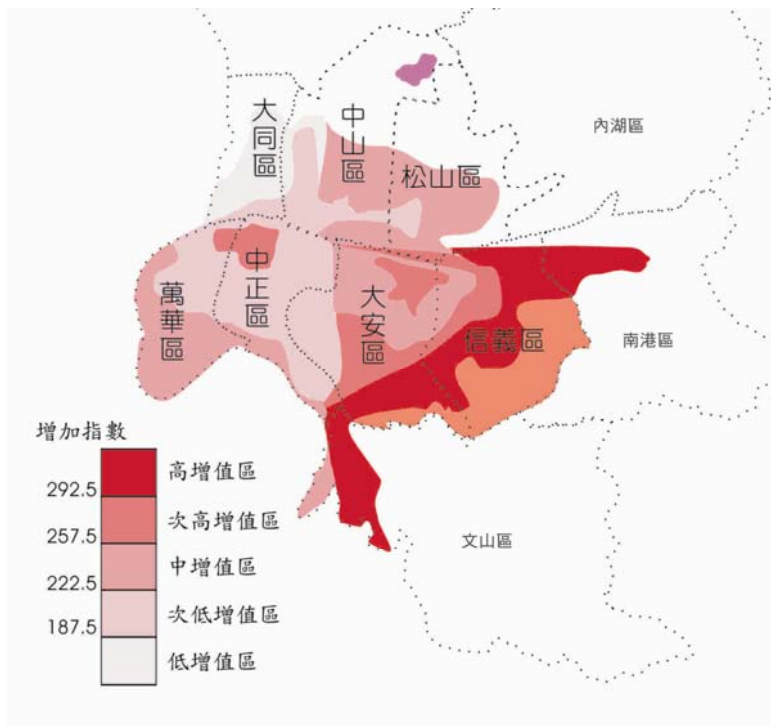 大同區
中山區
內湖區
松山區
中正區
萬華區
大安區
信義區
南港區
文山區
增加指數
高增值區
292.5
次高增值區
257.5
中增值區
222.5
次低增值區
187.5
低增值區